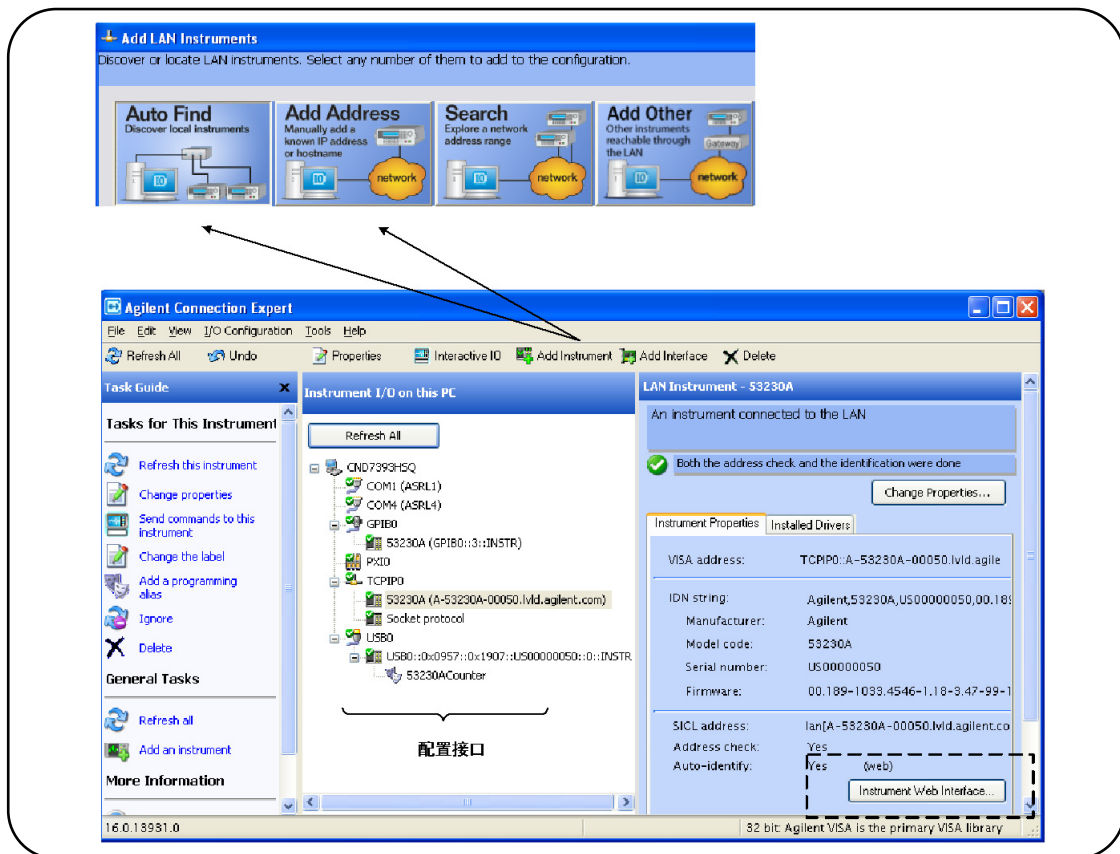 Add LAN Instruments
Discover or locate LAN instruments. Select any number of them to add to the configuration.
Auto Find
Discover local instruments
IO
Add Address
Manually add a
known IP address
or hostname
IO
network
Search
Explore a network
address range
IO
network
Add Other
Other instruments
reachable through
the LAN
Gateway
IO
network
Agilent Connection Expert
File Edit View I/O Configuration Tools Help
Refresh All Undo Properties Interactive IO Add Instrument Add Interface Delete
Task Guide
Tasks for This Instrument
Refresh this instrument
Change properties
Send commands to this
instrument
Change the label
Add a programming
alias
Ignore
Delete
General Tasks
Refresh all
Add an instrument
More Information
Instrument I/O on this PC
Refresh All
CND7393HSQ
COM1 (ASRL1)
COM4 (ASRL4)
GPIB0
53230A (GPIB0::3::INSTR)
PXI0
TCPIP0
53230A (A-53230A-00050.lvld.agilent.com)
Socket protocol
USB0
USB0::0x0957::0x1907::US00000050::0::INSTR
53230ACounter
配置接口
LAN Instrument - 53230A
An instrument connected to the LAN
Both the address check and the identification were done
Change Properties...
Instrument Properties Installed Drivers
VISA address: TCPIP0::A-53230A-00050.lvld.agile
IDN string: Agilent,53230A,US00000050,00.189
Manufacturer: Agilent
Model code: 53230A
Serial number: US00000050
Firmware: 00.189-1033.4546-1.18-3.47-99-1
SICL address: lan[A-53230A-00050.lvld.agilent.co
Address check: Yes
Auto-identify: Yes (web)
Instrument Web Interface...
16.0.13931.0
32 bit: Agilent VISA is the primary VISA library